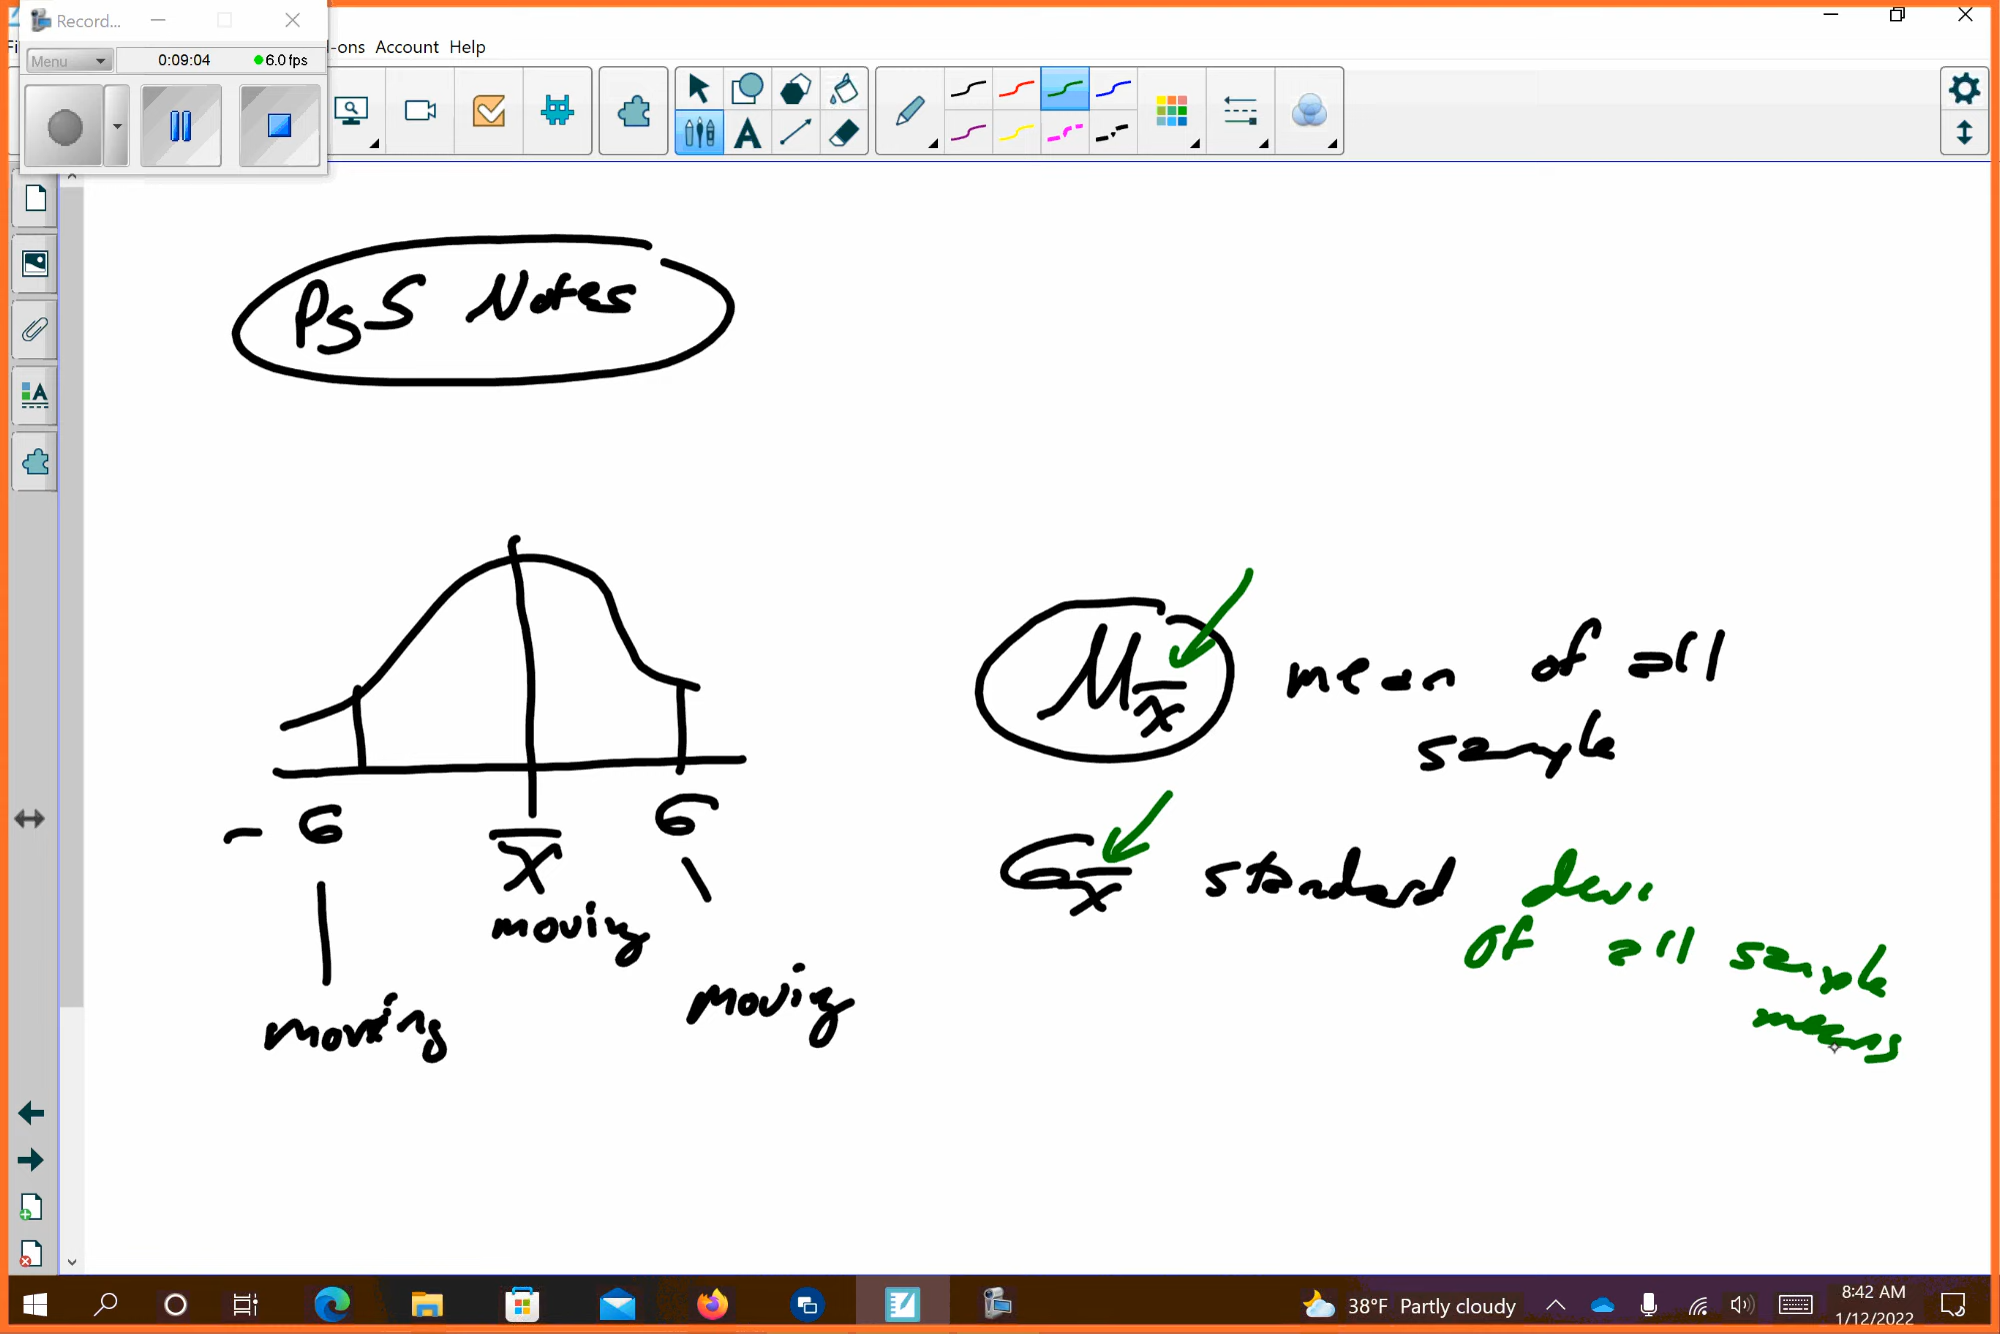 Record...
Menu
0:09:04
6.0 fps
-ons Account Help
PSS Notes
μx̄ mean of all
sample
- σ
x̄
σ
σx̄ standard devi
of all sample
means
moving
moving
moving
38°F Partly cloudy
8:42 AM
1/12/2022